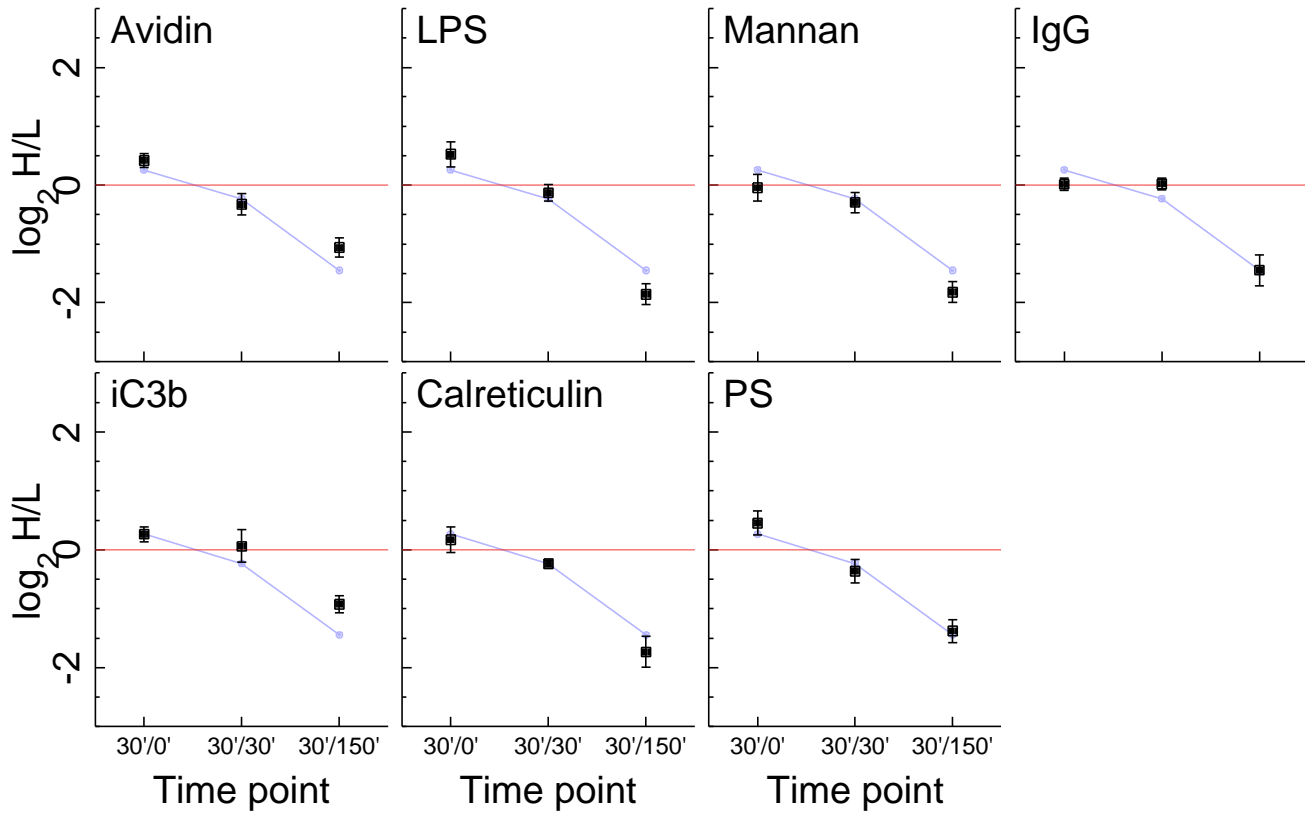 Avidin
LPS
Mannan
IgG
2
0
-2
log2 H/L
iC3b
Calreticulin
PS
2
0
-2
log2 H/L
30'/0' 30'/30' 30'/150'
30'/0' 30'/30' 30'/150'
30'/0' 30'/30' 30'/150'
Time point
Time point
Time point